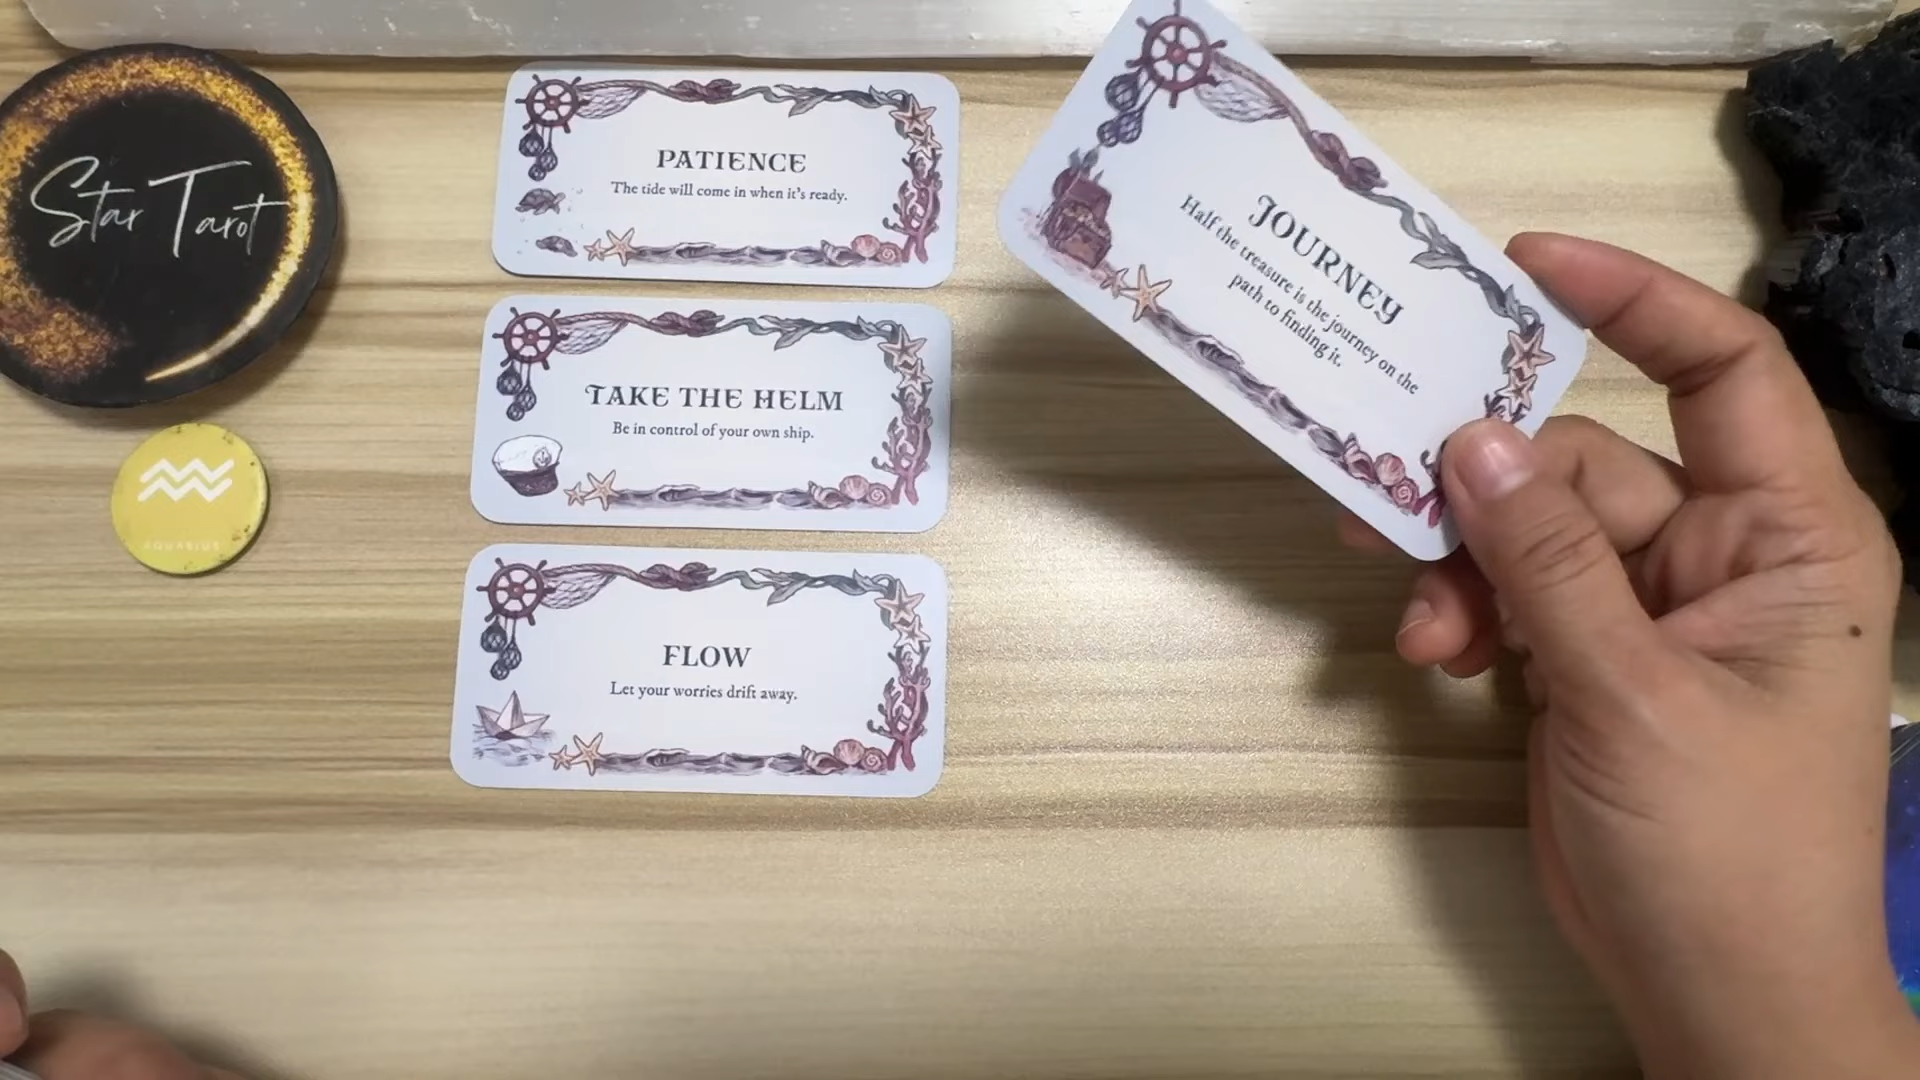 Star Tarot
AQUARIUS
PATIENCE
The tide will come in when it's ready.
TAKE THE HELM
Be in control of your own ship.
FLOW
Let your worries drift away.
JOURNEY
Half the treasure is the journey on the
path to finding it.